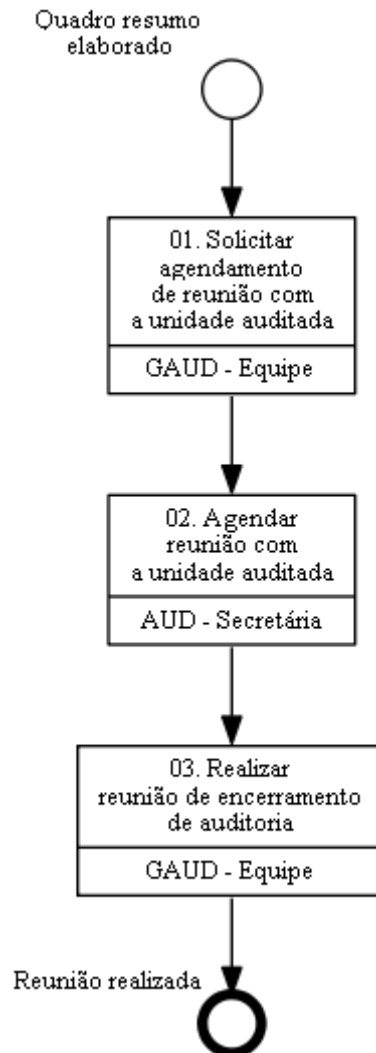 Quadro resumo
elaborado
01. Solicitar
agendamento
de reunião com
a unidade auditada
GAUD - Equipe
02. Agendar
reunião com
a unidade auditada
AUD - Secretária
03. Realizar
reunião de encerramento
de auditoria
GAUD - Equipe
Reunião realizada